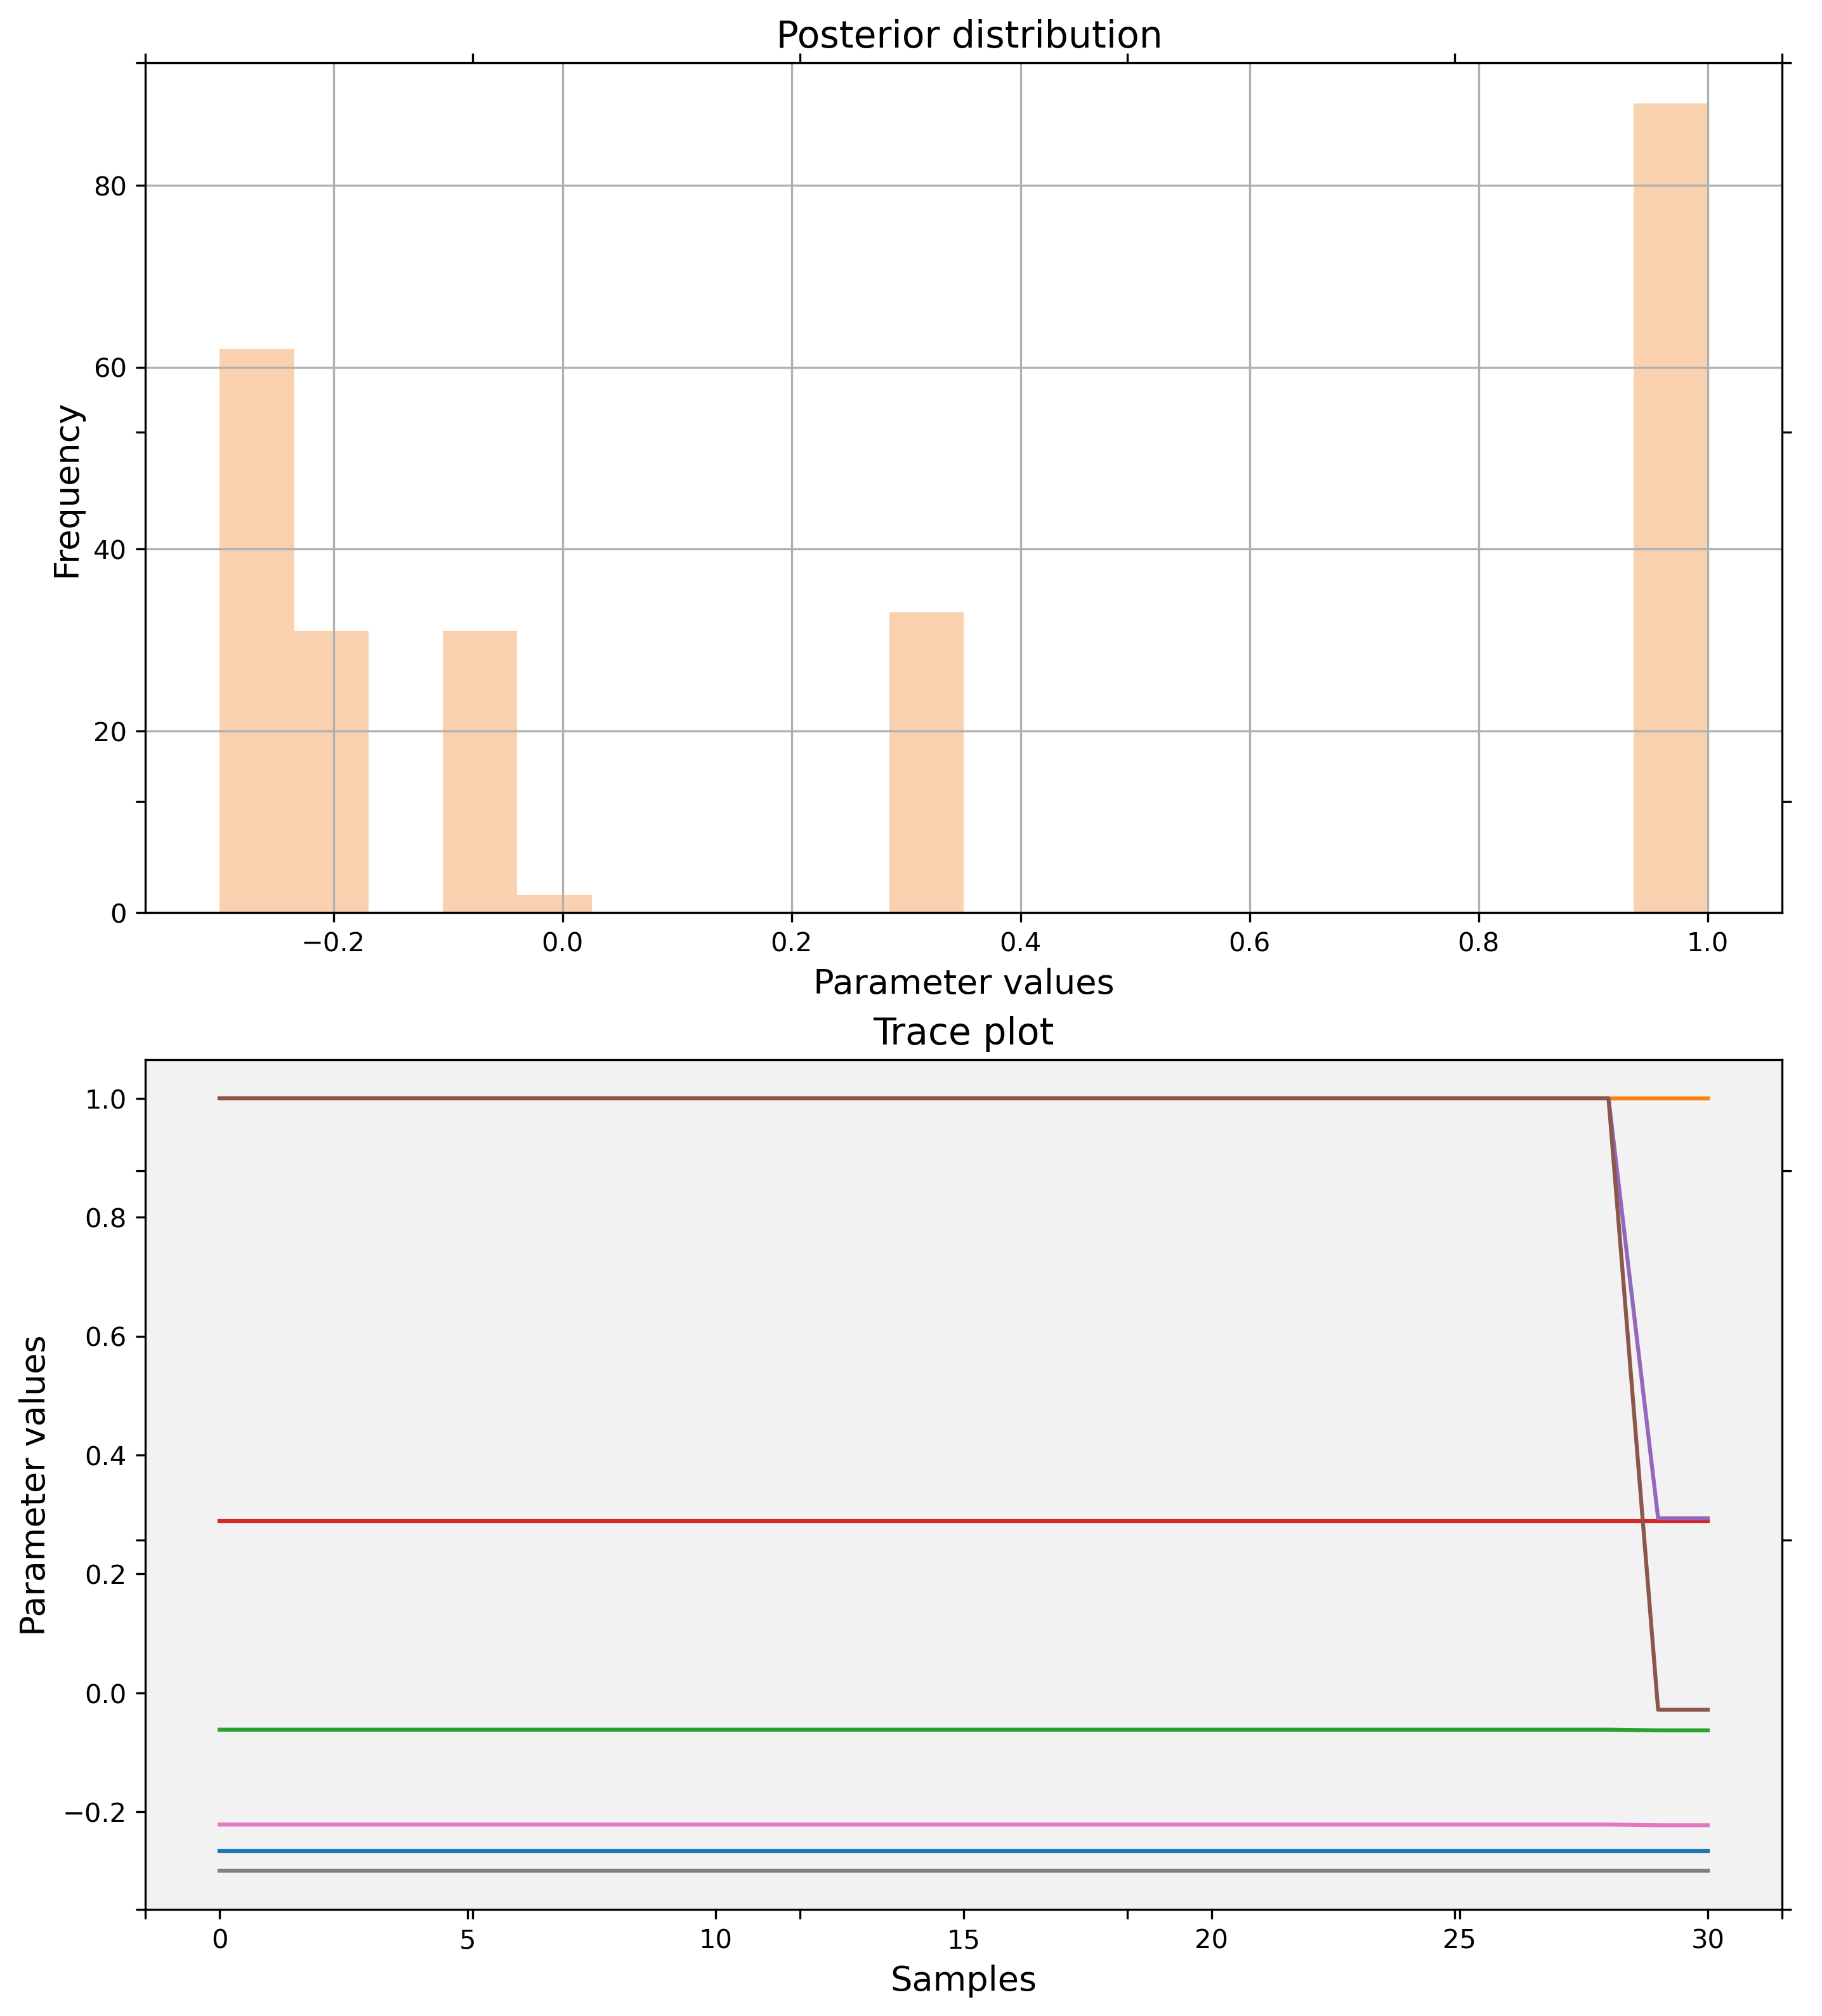 Posterior distribution
80
60
40
20
0
Frequency
−0.2 0.0 0.2 0.4 0.6 0.8 1.0
Parameter values
Trace plot
1.0
0.8
0.6
0.4
0.2
0.0
−0.2
Parameter values
0 5 10 15 20 25 30
Samples